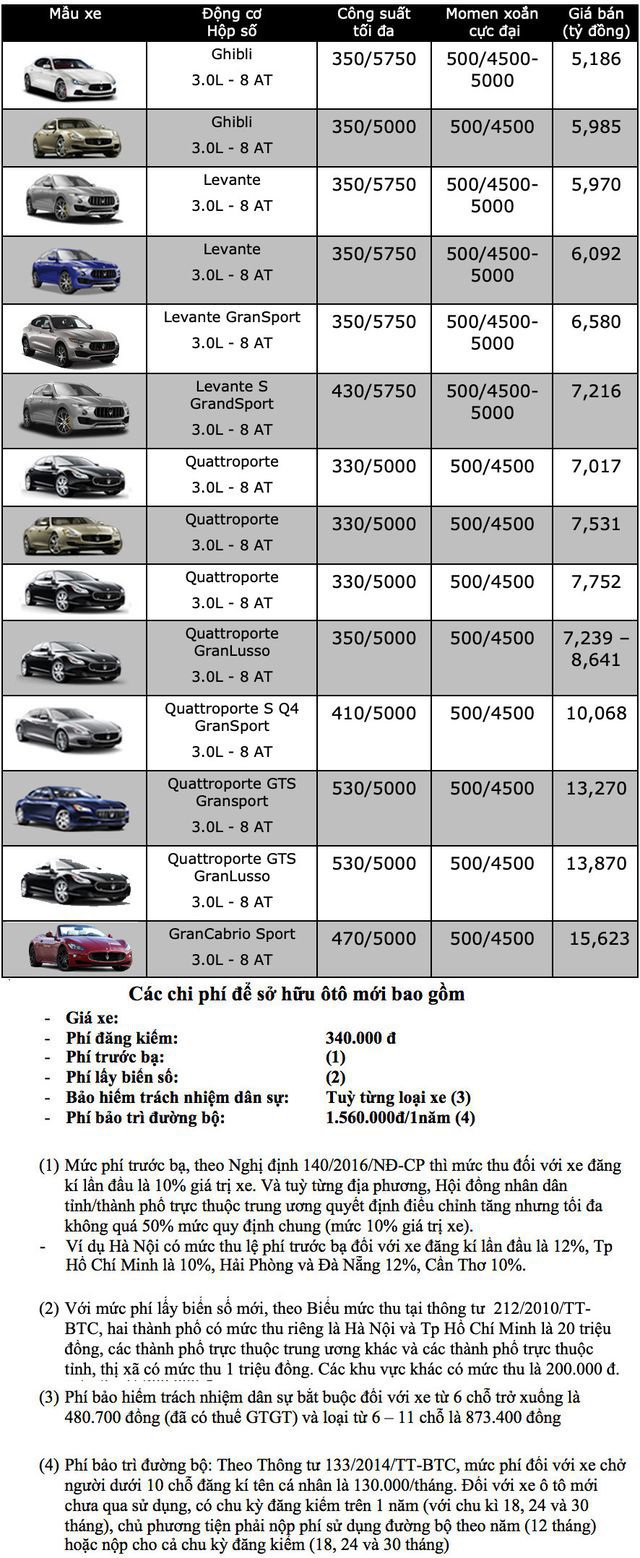 Mẫu xe Động cơ Hộp số Công suất tối đa Momen xoắn cực đại Giá bán (tỷ đồng)
Ghibli 350/5750 500/4500- 5,186
3.0L - 8 AT 5000
Ghibli 350/5000 500/4500 5,985
3.0L - 8 AT
Levante 350/5750 500/4500- 5,970
3.0L - 8 AT 5000
Levante 350/5750 500/4500- 6,092
3.0L - 8 AT 5000
Levante GranSport 350/5750 500/4500- 6,580
3.0L - 8 AT 5000
Levante S 430/5750 500/4500- 7,216
GrandSport 5000
3.0L - 8 AT
Quattroporte 330/5000 500/4500 7,017
3.0L - 8 AT
Quattroporte 330/5000 500/4500 7,531
3.0L - 8 AT
Quattroporte 330/5000 500/4500 7,752
3.0L - 8 AT
Quattroporte 350/5000 500/4500 7,239 –
GranLusso 8,641
3.0L - 8 AT
Quattroporte S Q4 410/5000 500/4500 10,068
GranSport
3.0L - 8 AT
Quattroporte GTS 530/5000 500/4500 13,270
Gransport
3.0L - 8 AT
Quattroporte GTS 530/5000 500/4500 13,870
GranLusso
3.0L - 8 AT
GranCabrio Sport 470/5000 500/4500 15,623
3.0L - 8 AT
Các chi phí để sở hữu ôtô mới bao gồm
- Giá xe:
- Phí đăng kiểm: 340.000 đ
- Phí trước bạ: (1)
- Phí lấy biển số: (2)
- Bảo hiểm trách nhiệm dân sự: Tuỳ từng loại xe (3)
- Phí bảo trì đường bộ: 1.560.000đ/1năm (4)
(1) Mức phí trước bạ, theo Nghị định 140/2016/NĐ-CP thì mức thu đối với xe đăng
kí lần đầu là 10% giá trị xe. Và tuỳ từng địa phương, Hội đồng nhân dân
tỉnh/thành phố trực thuộc trung ương quyết định điều chỉnh tăng nhưng tối đa
không quá 50% mức quy định chung (mức 10% giá trị xe).
- Ví dụ Hà Nội có mức thu lệ phí trước bạ đối với xe đăng kí lần đầu là 12%, Tp
Hồ Chí Minh là 10%, Hải Phòng và Đà Nẵng 12%, Cần Thơ 10%.
(2) Với mức phí lấy biển số mới, theo Biểu mức thu tại thông tư 212/2010/TT-
BTC, hai thành phố có mức thu riêng là Hà Nội và Tp Hồ Chí Minh là 20 triệu
đồng, các thành phố trực thuộc trung ương khác và các thành phố trực thuộc
tỉnh, thị xã có mức thu 1 triệu đồng. Các khu vực khác có mức thu là 200.000 đ.
(3) Phí bảo hiểm trách nhiệm dân sự bắt buộc đối với xe từ 6 chỗ trở xuống là
480.700 đồng (đã có thuế GTGT) và loại từ 6 – 11 chỗ là 873.400 đồng
(4) Phí bảo trì đường bộ: Theo Thông tư 133/2014/TT-BTC, mức phí đối với xe chở
người dưới 10 chỗ đăng kí tên cá nhân là 130.000/tháng. Đối với xe ô tô mới
chưa qua sử dụng, có chu kỳ đăng kiểm trên 1 năm (với chu kì 18, 24 và 30
tháng), chủ phương tiện phải nộp phí sử dụng đường bộ theo năm (12 tháng)
hoặc nộp cho cả chu kỳ đăng kiểm (18, 24 và 30 tháng)